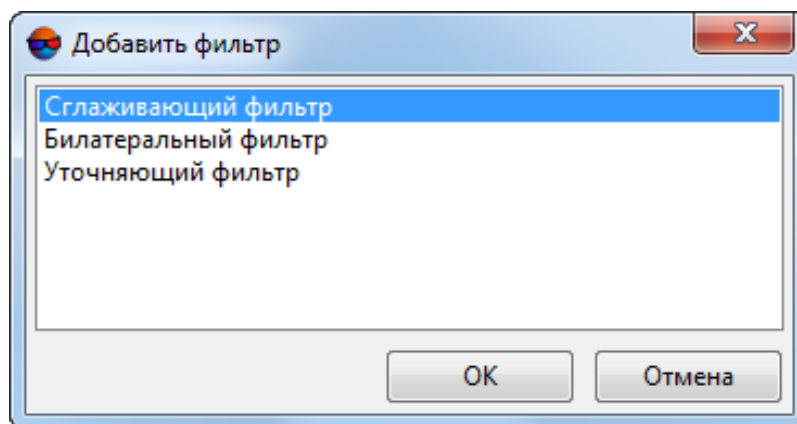 Добавить фильтр
Сглаживающий фильтр
Билатеральный фильтр
Уточняющий фильтр
OK Отмена